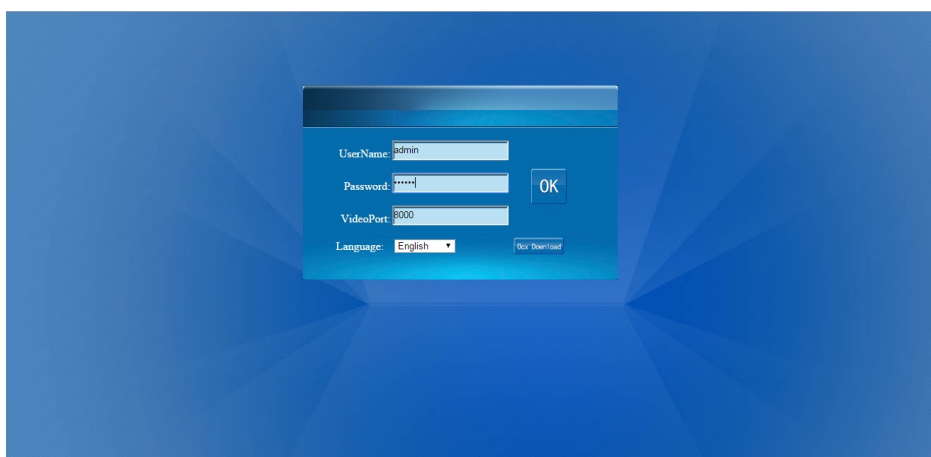 UserName: admin
Password: ••••••
OK
VideoPort: 8000
Language: English
Ocx Download